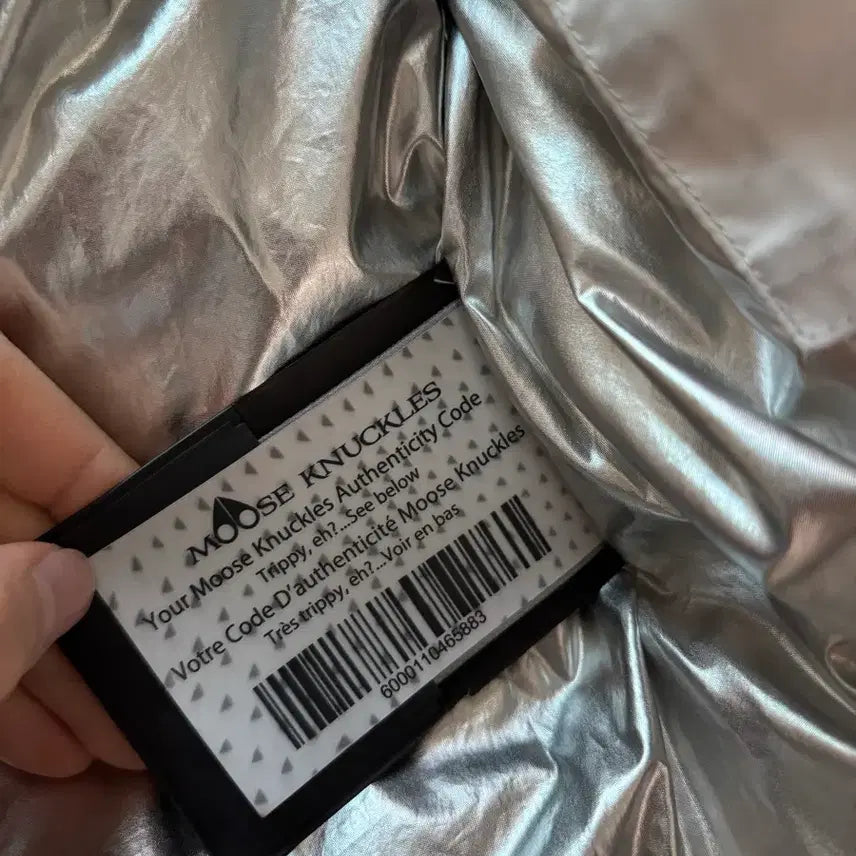 MOOSE KNUCKLES
Your Moose Knuckles Authenticity Code
Trippy, eh?...See below
Votre Code D'authenticité Moose Knuckles
Très trippy, eh?...Voir en bas
6000110465883